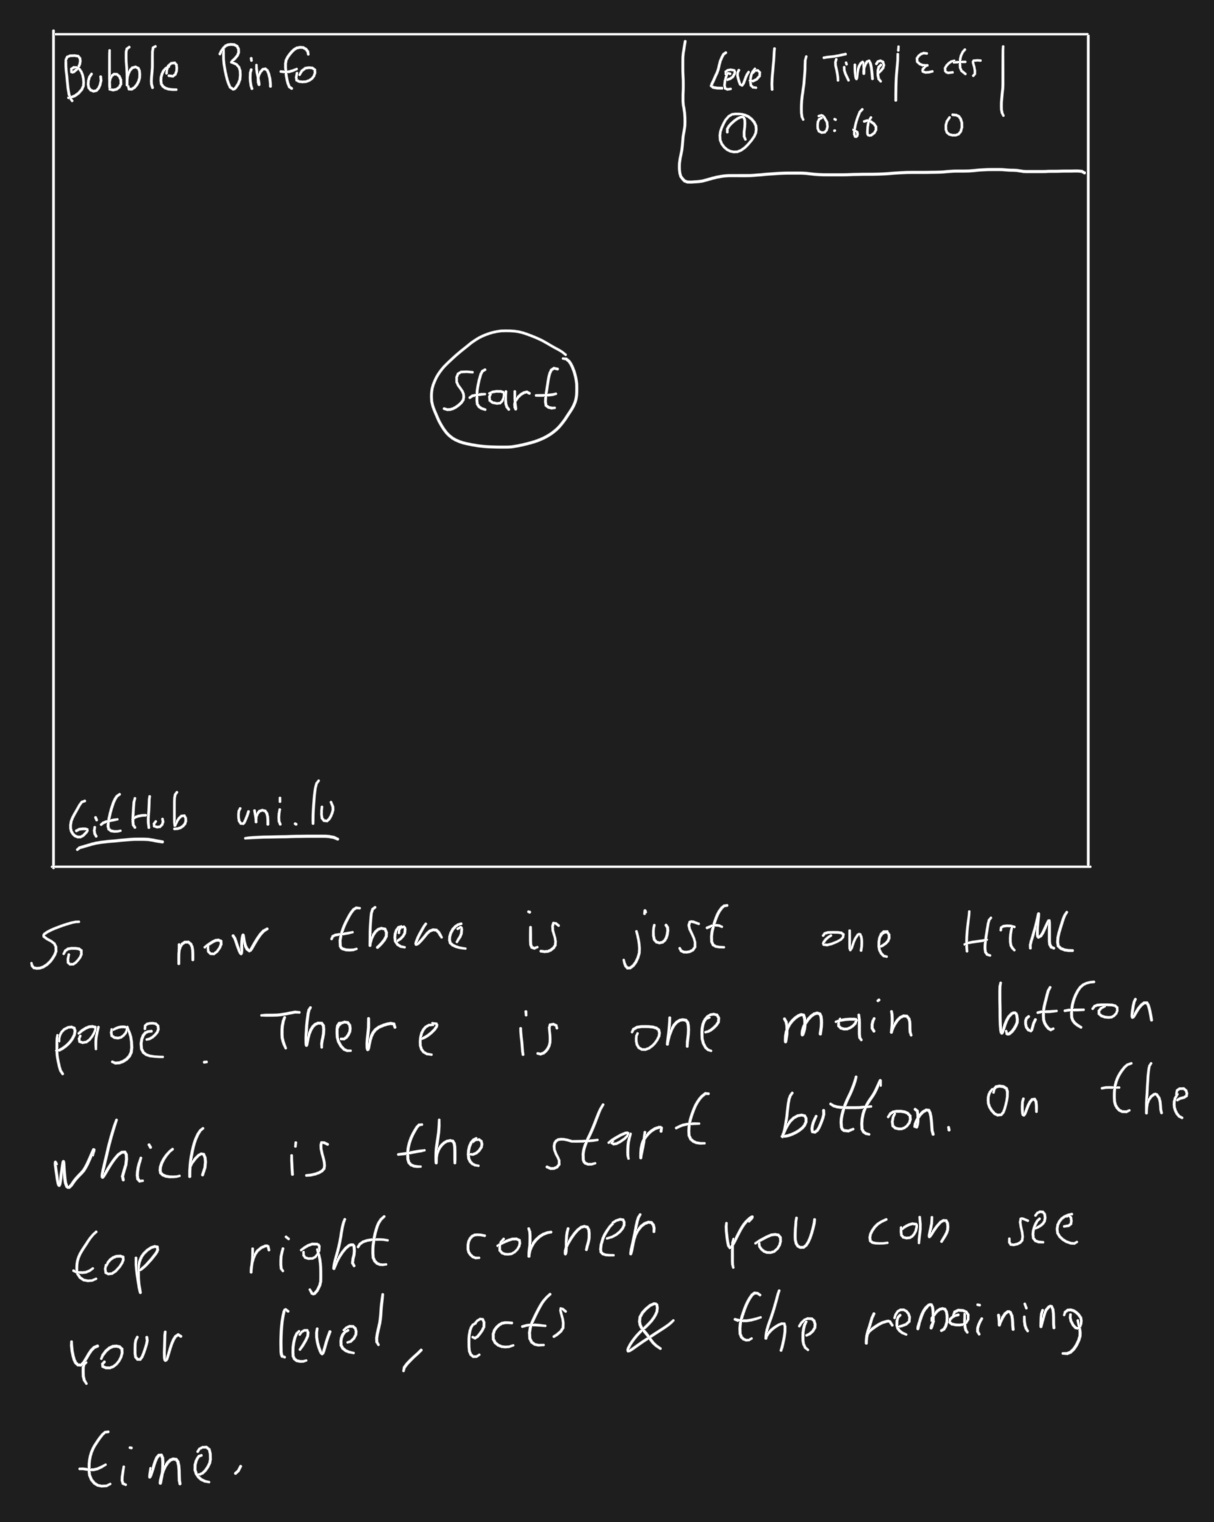 Bubble Binfo
Level | Time | Ects |
1 0:60 0
Start
GitHub uni.lu
So now there is just one HTML
page. There is one main button
which is the start button. On the
top right corner you can see
your level, ects & the remaining
time.